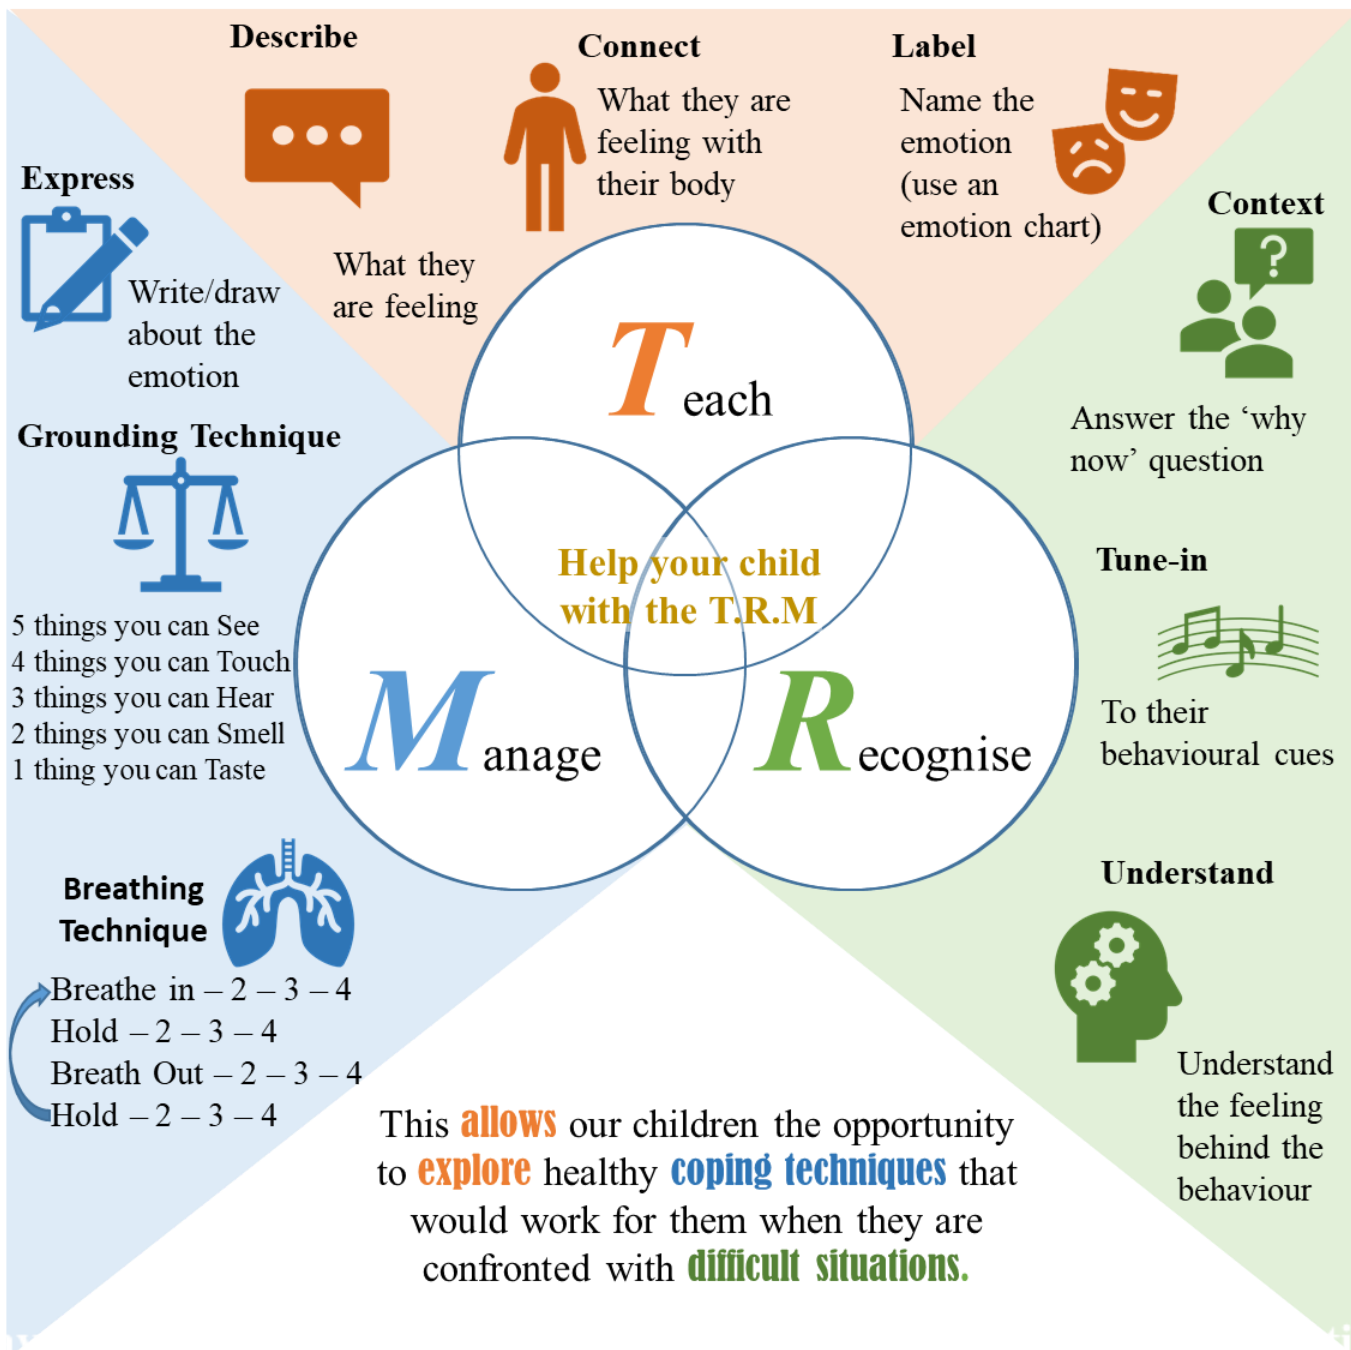 Describe
What they
are feeling
Connect
What they are
feeling with
their body
Label
Name the
emotion
(use an
emotion chart)
Express
Write/draw
about the
emotion
Grounding Technique
5 things you can See
4 things you can Touch
3 things you can Hear
2 things you can Smell
1 thing you can Taste
Breathing
Technique
Breathe in – 2 – 3 – 4
Hold – 2 – 3 – 4
Breath Out – 2 – 3 – 4
Hold – 2 – 3 – 4
Teach
Help your child
with the T.R.M
Manage
Recognise
Context
?
Answer the ‘why
now’ question
Tune-in
To their
behavioural cues
Understand
Understand
the feeling
behind the
behaviour
This allows our children the opportunity
to explore healthy coping techniques that
would work for them when they are
confronted with difficult situations.